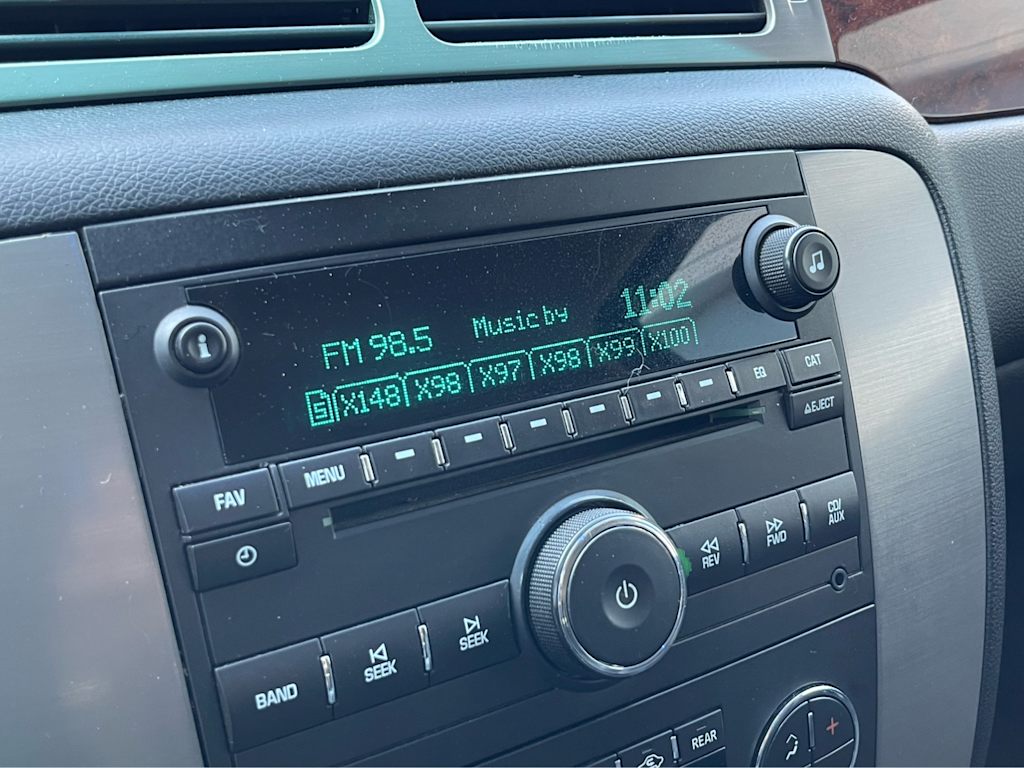 FM 98.5 Music by 11:02
5 X148 X98 X97 X98 X99 X100
CAT
EQ
EJECT
MENU
FAV
REV
FWD
CD/
AUX
BAND
SEEK
SEEK
REAR